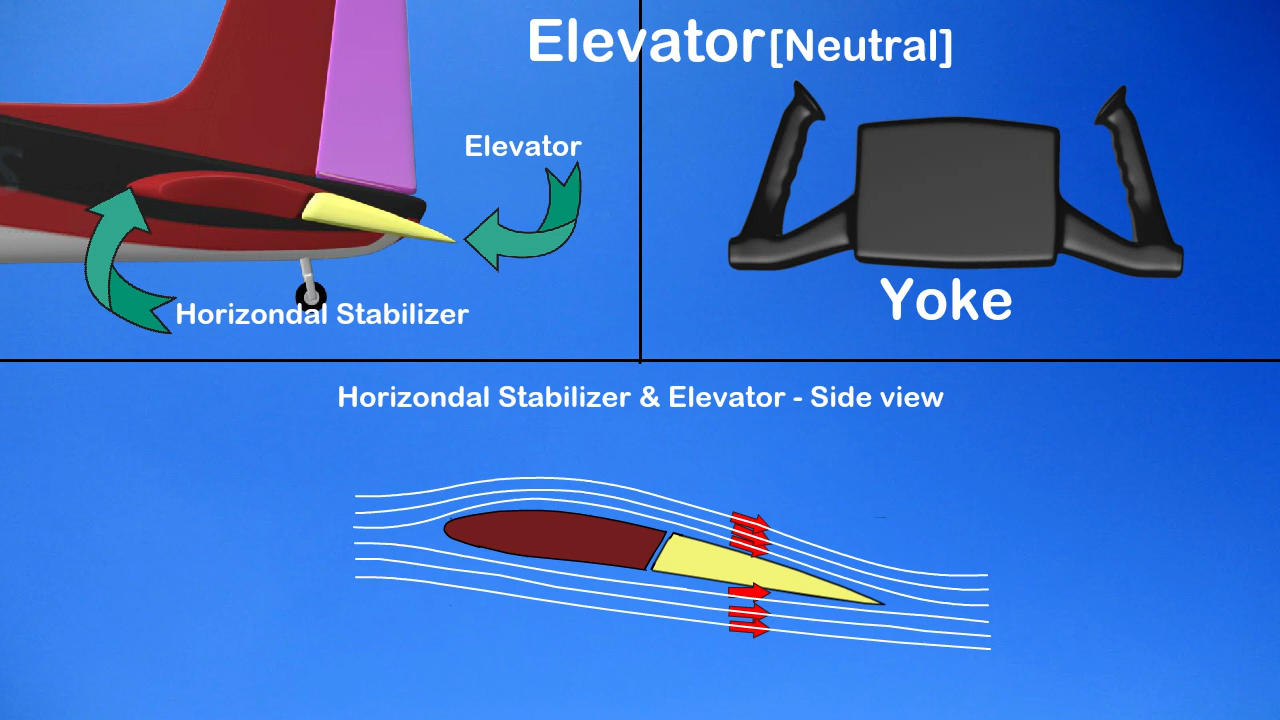 Elevator[Neutral]
Elevator
Horizondal Stabilizer
Yoke
Horizondal Stabilizer & Elevator - Side view